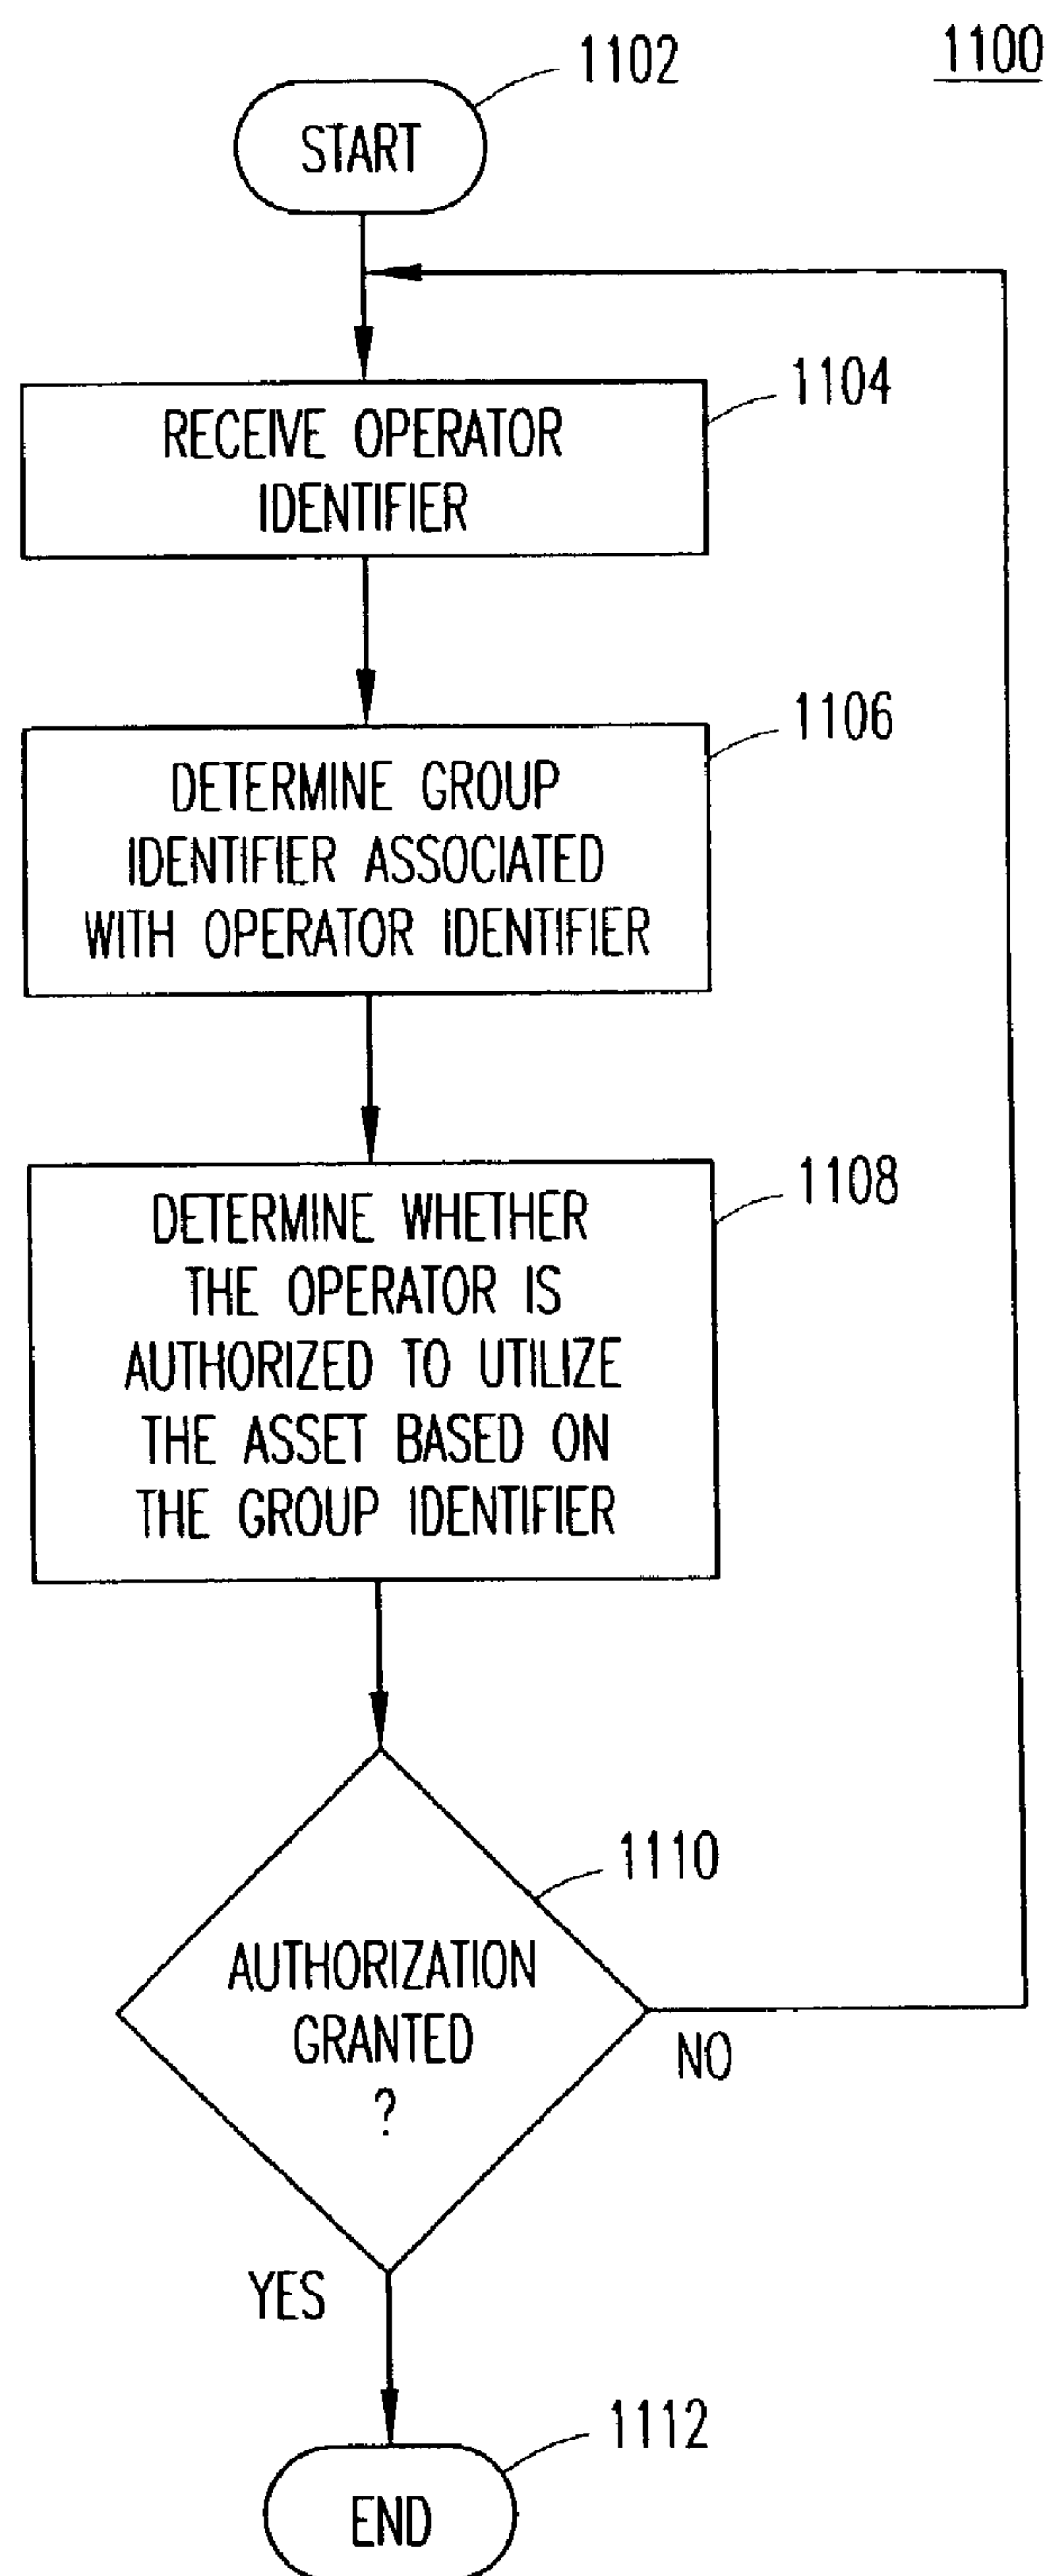 1100
1102
START
1104
RECEIVE OPERATOR
IDENTIFIER
1106
DETERMINE GROUP
IDENTIFIER ASSOCIATED
WITH OPERATOR IDENTIFIER
1108
DETERMINE WHETHER
THE OPERATOR IS
AUTHORIZED TO UTILIZE
THE ASSET BASED ON
THE GROUP IDENTIFIER
1110
AUTHORIZATION
GRANTED
?
NO
YES
1112
END